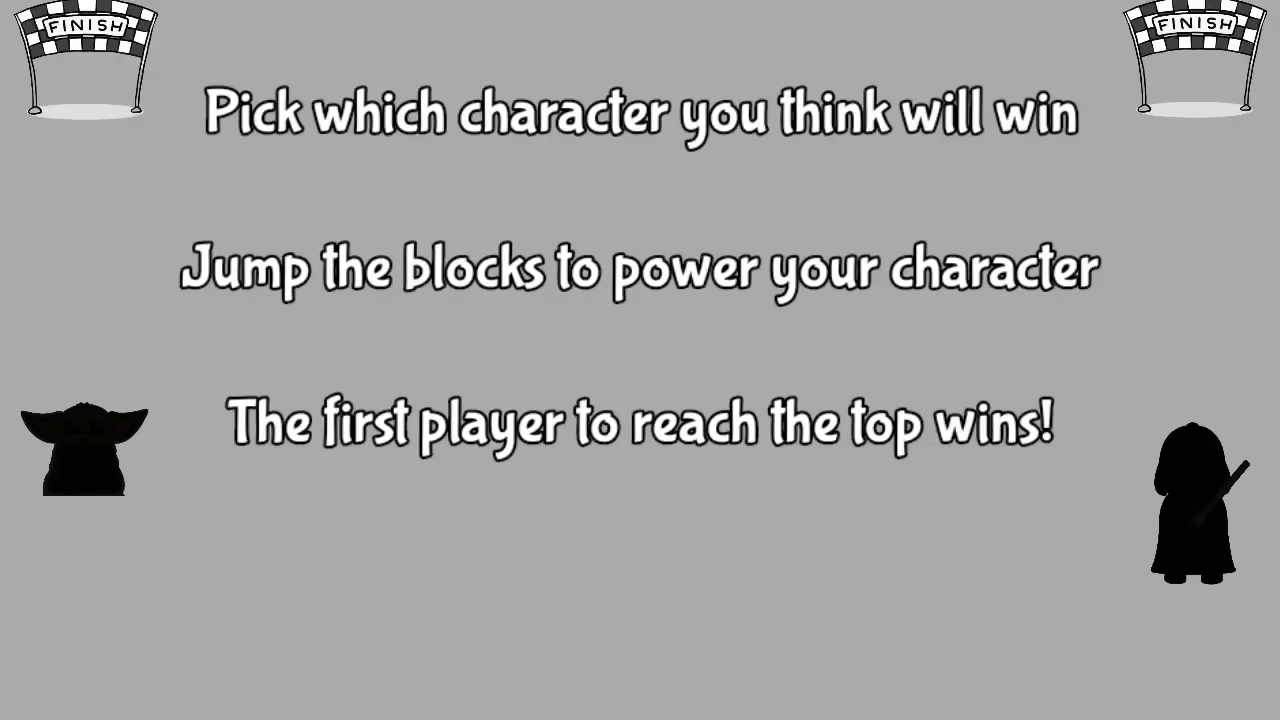 FINISH
FINISH
Pick which character you think will win
Jump the blocks to power your character
The first player to reach the top wins!